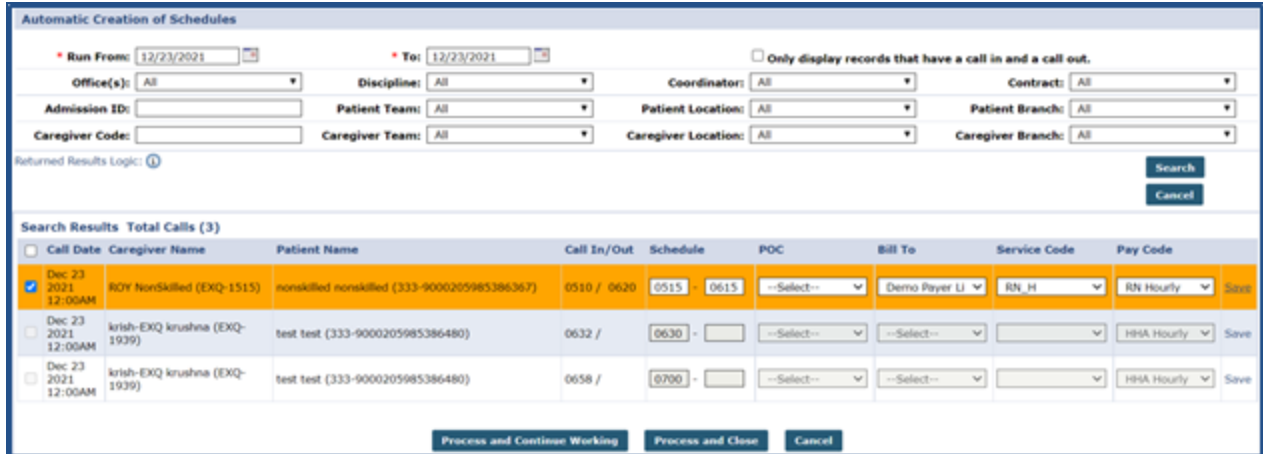 Automatic Creation of Schedules
* Run From: 12/23/2021 * To: 12/23/2021 Only display records that have a call in and a call out.
Office(s): All Discipline: All Coordinator: All Contract: All
Admission ID: Patient Team: All Patient Location: All Patient Branch: All
Caregiver Code: Caregiver Team: All Caregiver Location: All Caregiver Branch: All
Returned Results Logic: i
Search
Cancel
Search Results Total Calls (3)
Call Date Caregiver Name Patient Name Call In/Out Schedule POC Bill To Service Code Pay Code
Dec 23
2021
12:00AM
ROY NonSkilled (EXQ-1515) nonskilled nonskilled (333-9000205985386367) 0510 / 0620 0515 - 0615 --Select-- Demo Payer Li RN_H RN Hourly Save
Dec 23
2021
12:00AM
krish-EXQ krushna (EXQ-
1939)
test test (333-9000205985386480) 0632 / 0630 - --Select-- --Select-- HHA Hourly Save
Dec 23
2021
12:00AM
krish-EXQ krushna (EXQ-
1939)
test test (333-9000205985386480) 0658 / 0700 - --Select-- --Select-- HHA Hourly Save
Process and Continue Working Process and Close Cancel